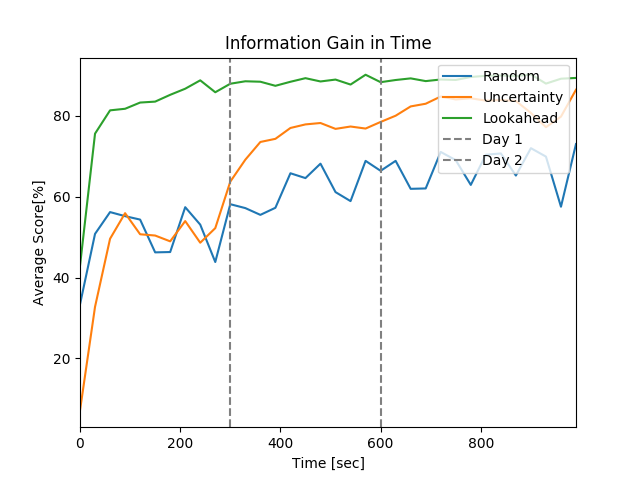 Information Gain in Time
Random
Uncertainty
Lookahead
Day 1
Day 2
Average Score[%]
80
60
40
20
0
200
400
600
800
Time [sec]